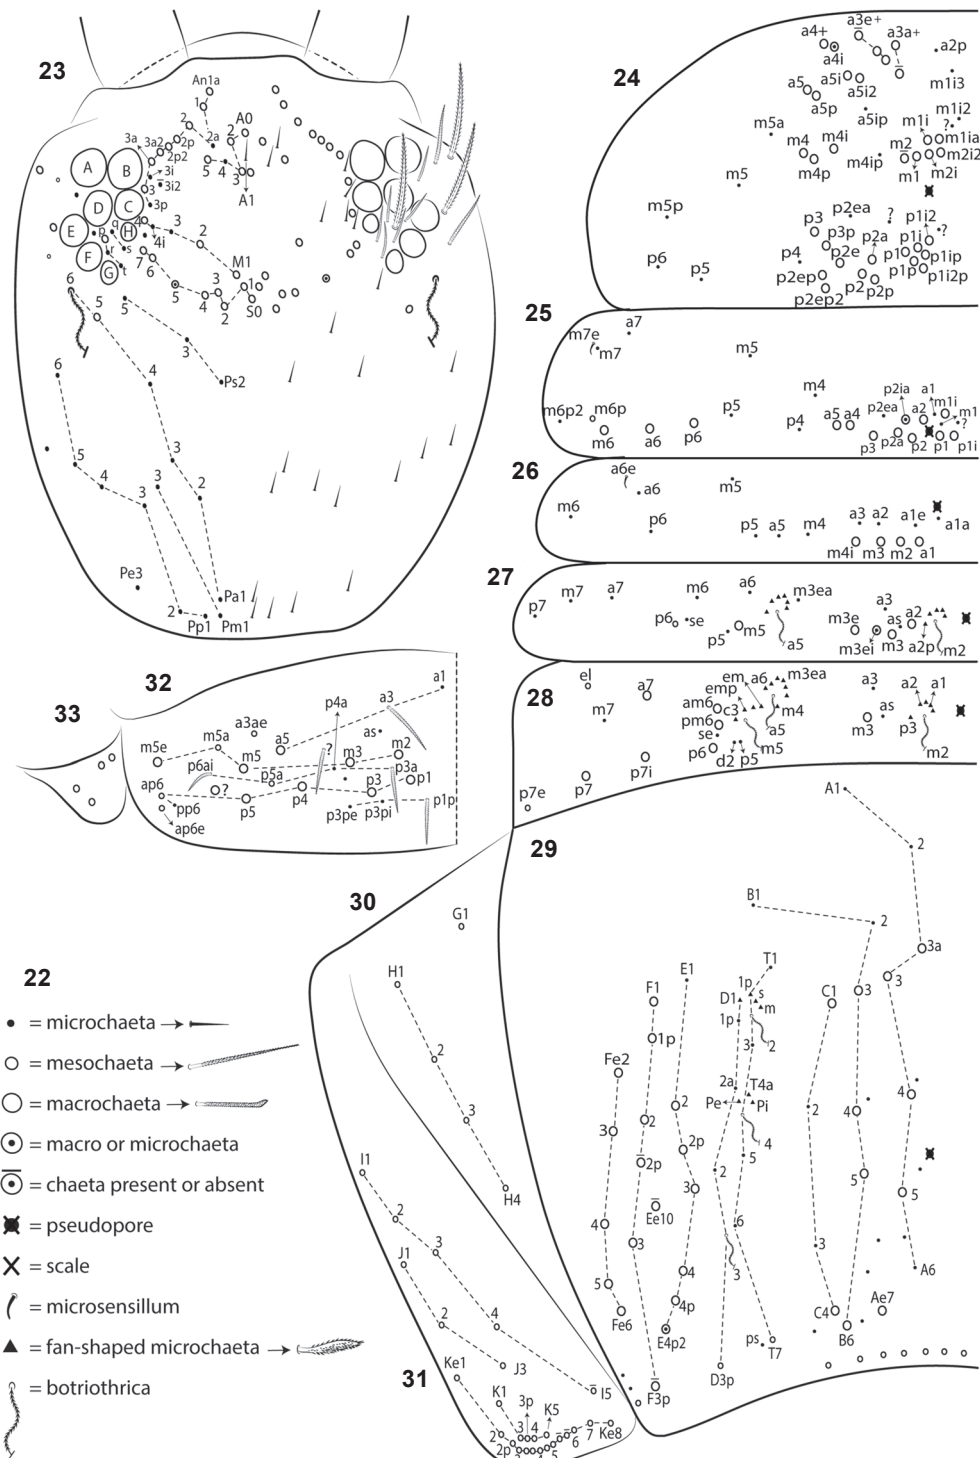 23
An1a
1
2
A0
2
2a
2p
3a
3a2
2p2
3i
3i2
3
3p
5
4
3
A1
A
B
C
D
E
F
G
H
p
q
r
s
t
4
4i
3
2
7
6
M1
5
4
3
2
1
S0
6
5
5
3
Ps2
4
6
3
5
4
3
3
2
Pe3
2
Pa1
Pp1
Pm1
24
a4+
a3e+
a3a+
a4i
a2p
a5
a5i
a5i2
a5p
m1i3
a5ip
m1i2
m1i
?
m5a
m4
m4i
m2
m1ia
m4p
m4ip
m1
m2i
m2i2
m5
m5p
p2ea
?
p1i2
p3
p3p
p2a
p1i
p6
p4
p2e
p1
p1ip
p5
p2ep
p2
p1p
p1i2p
p2ep2
p2p
25
m7e
a7
m7
m5
m4
p2ia
a1
m6p2
m6p
p5
p2ea
a2
m1i
m1
m6
a6
p6
p4
a5
a4
?
p3
p2a
p2
p1
p1i
26
a6e
a6
m5
m6
p6
p5
a5
m4
a3
a2
a1e
a1a
m4i
m3
m2
a1
27
m7
a7
m6
a6
m3ea
p7
p6
se
p5
m5
a5
a3
m3e
as
a2
m3ei
m3
a2p
m2
28
el
a7
em
a6
m3ea
emp
am6
c3
m4
m7
pm6
a5
se
m5
p6
d2
p5
p7i
p7
p7e
a3
a2
a1
as
m3
p3
m2
32
33
a1
p4a
a3
a3ae
as
m5a
a5
?
m2
m5e
m5
m3
p6ai
p5a
p3a
ap6
?
p4
p3
p1
pp6
p5
p3pe
p3pi
p1p
ap6e
29
A1
2
B1
2
3a
3
3
T1
E1
1p
s
D1
m
F1
1p
C1
1p
3
2
Fe2
2a
T4a
4
Pe
Pi
2
4
2
3
2
2p
4
2p
5
2
3
5
5
Ee10
4
3
6
3
4
3
A6
5
4p
Ae7
Fe6
C4
E4p2
ps
B6
T7
D3p
F3p
30
G1
H1
2
3
H4
31
I1
2
3
J1
2
4
Ke1
J3
I5
K1
3p
K5
3
4
2
7
Ke8
2p
6
5
22
= microchaeta
= mesochaeta
= macrochaeta
= macro or microchaeta
= chaeta present or absent
= pseudopore
= scale
= microsensillum
= fan-shaped microchaeta
= botriothrica